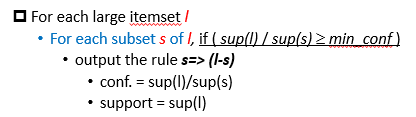 For each large itemset l
• For each subset s of l, if ( sup(l) / sup(s) ≥ min_conf )
• output the rule s=> (l-s)
• conf. = sup(l)/sup(s)
• support = sup(l)